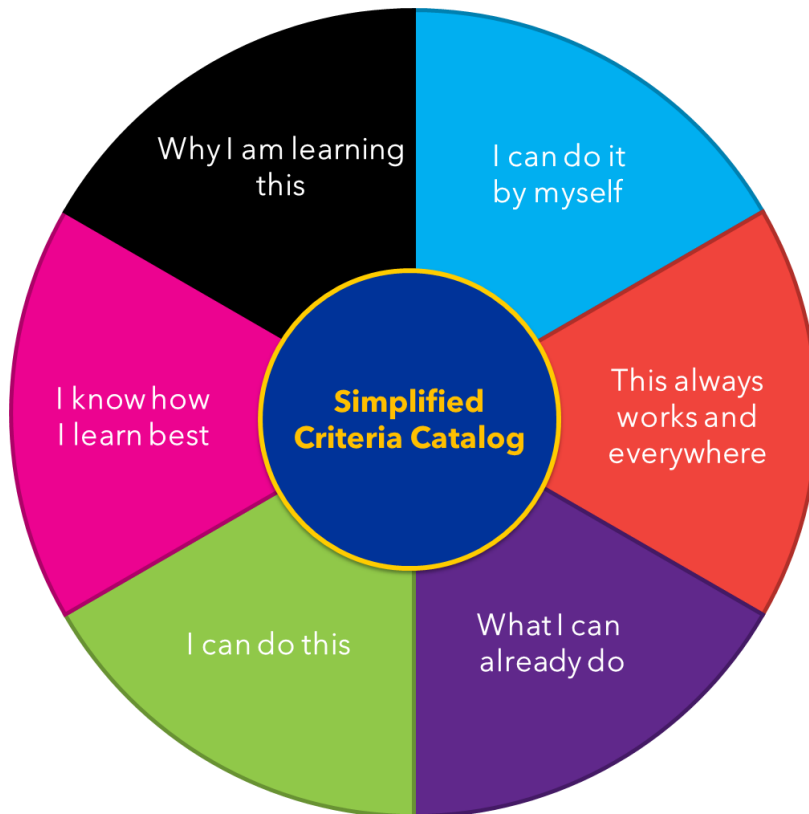 Why I am learning
this
I can do it
by myself
This always
works and
everywhere
What I can
already do
I can do this
I know how
I learn best
Simplified
Criteria Catalog